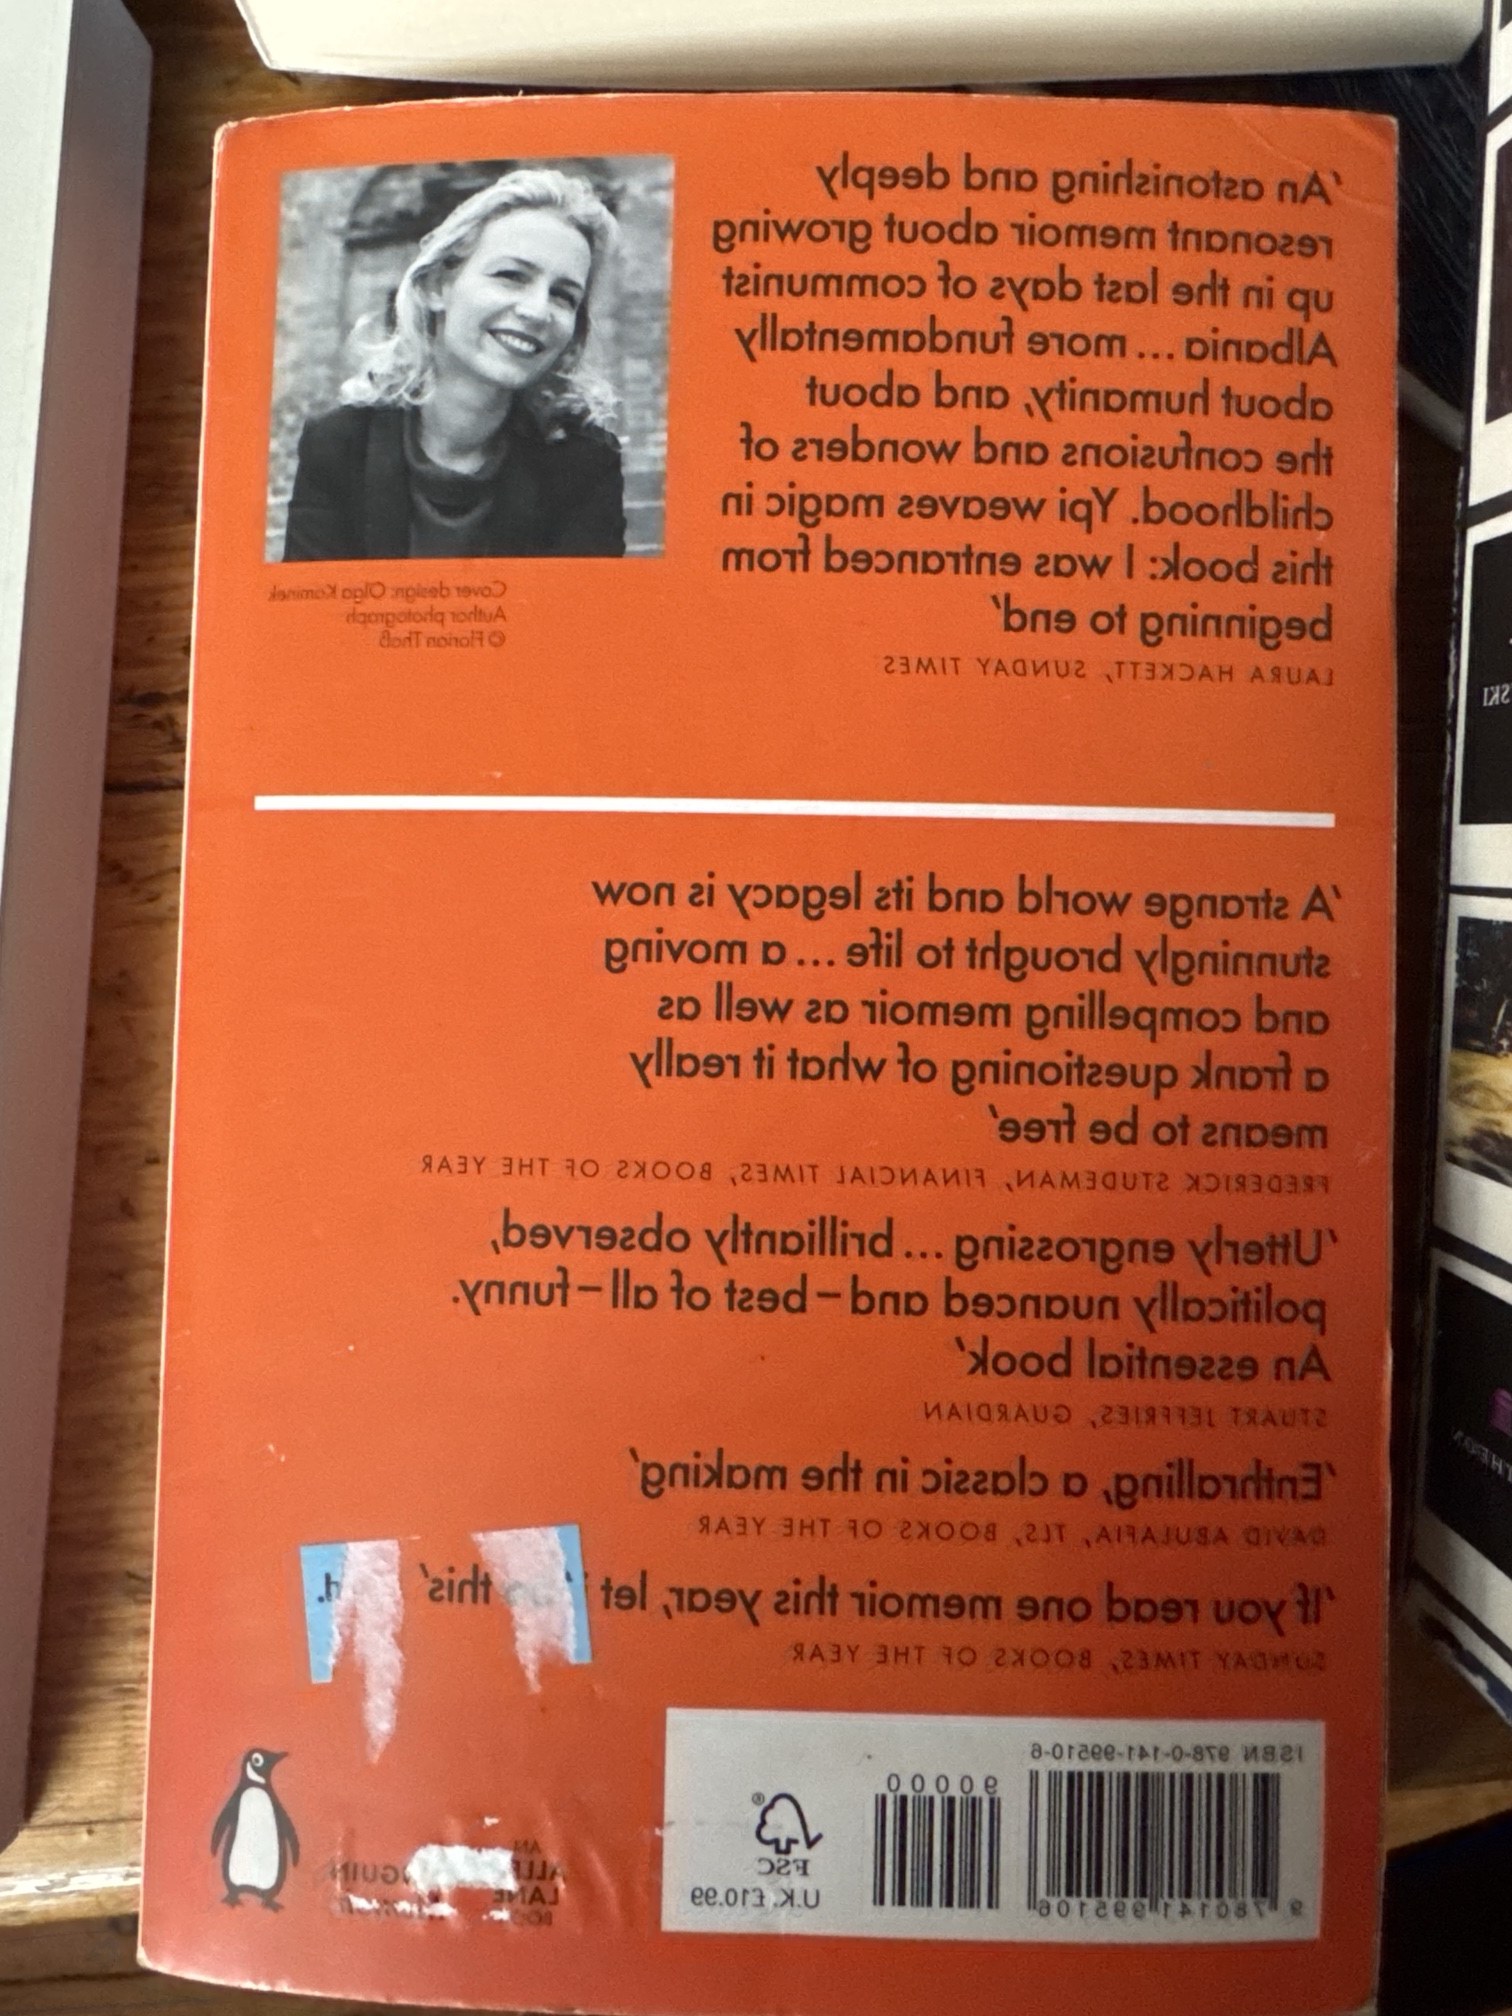 'An astonishing and deeply
resonant memoir about growing
up in the last days of communist
Albania ... more fundamentally
about humanity, and about
the confusions and wonders of
childhood. Ypi weaves magic in
this book: I was entranced from
beginning to end'
LAURA HACKETT, SUNDAY TIMES
Cover design: Olga Kominek
Author photograph
© Florian Thoß
'A strange world and its legacy is now
stunningly brought to life ... a moving
and compelling memoir as well as
a frank questioning of what it really
means to be free'
FREDERICK STUDEMAN, FINANCIAL TIMES, BOOKS OF THE YEAR
'Utterly engrossing ... brilliantly observed,
politically nuanced and – best of all – funny.
An essential book'
STUART JEFFRIES, GUARDIAN
'Enthralling, a classic in the making'
DAVID ABULAFIA, TLS, BOOKS OF THE YEAR
'If you read one memoir this year, let this'
SUNDAY TIMES, BOOKS OF THE YEAR
ISBN 978-0-141-99510-6
90000
9 780141 995106
FSC
®
U.K. £10.99
AN
LANE
BOOK